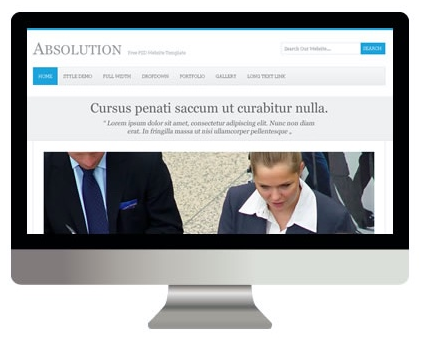 ABSOLUTION
Free PSD Website Template
Search Our Website...
SEARCH
HOME
STYLE DEMO
FULL WIDTH
DROPDOWN
PORTFOLIO
GALLERY
LONG TEXT LINK
Cursus penati saccum ut curabitur nulla.
" Lorem ipsum dolor sit amet, consectetur adipiscing elit. Nunc non diam
erat. In fringilla massa ut nisi ullamcorper pellentesque „